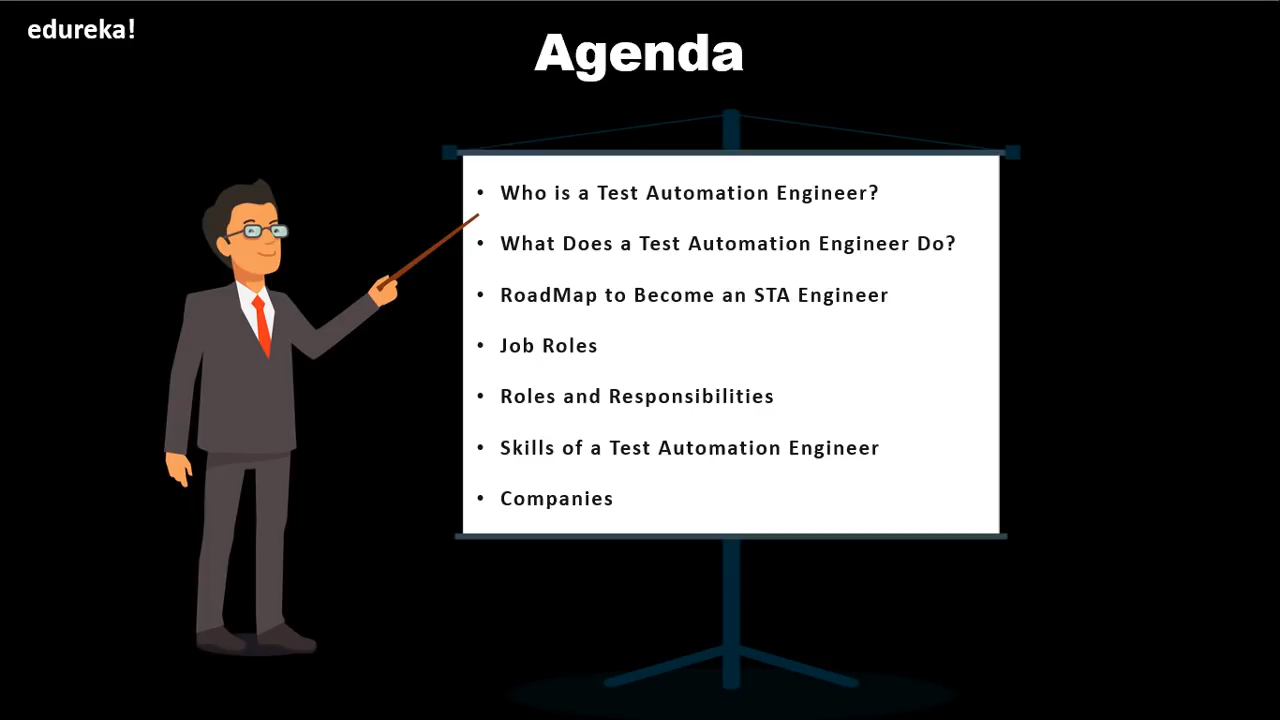 edureka!
Agenda
• Who is a Test Automation Engineer?
• What Does a Test Automation Engineer Do?
• RoadMap to Become an STA Engineer
• Job Roles
• Roles and Responsibilities
• Skills of a Test Automation Engineer
• Companies